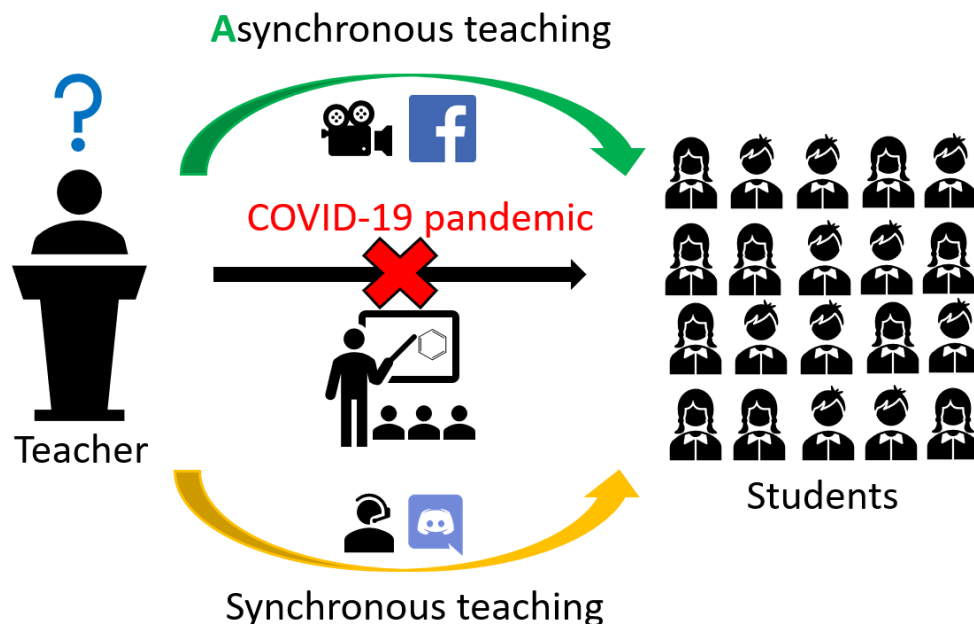 Asynchronous teaching
COVID-19 pandemic
Teacher
Students
Synchronous teaching